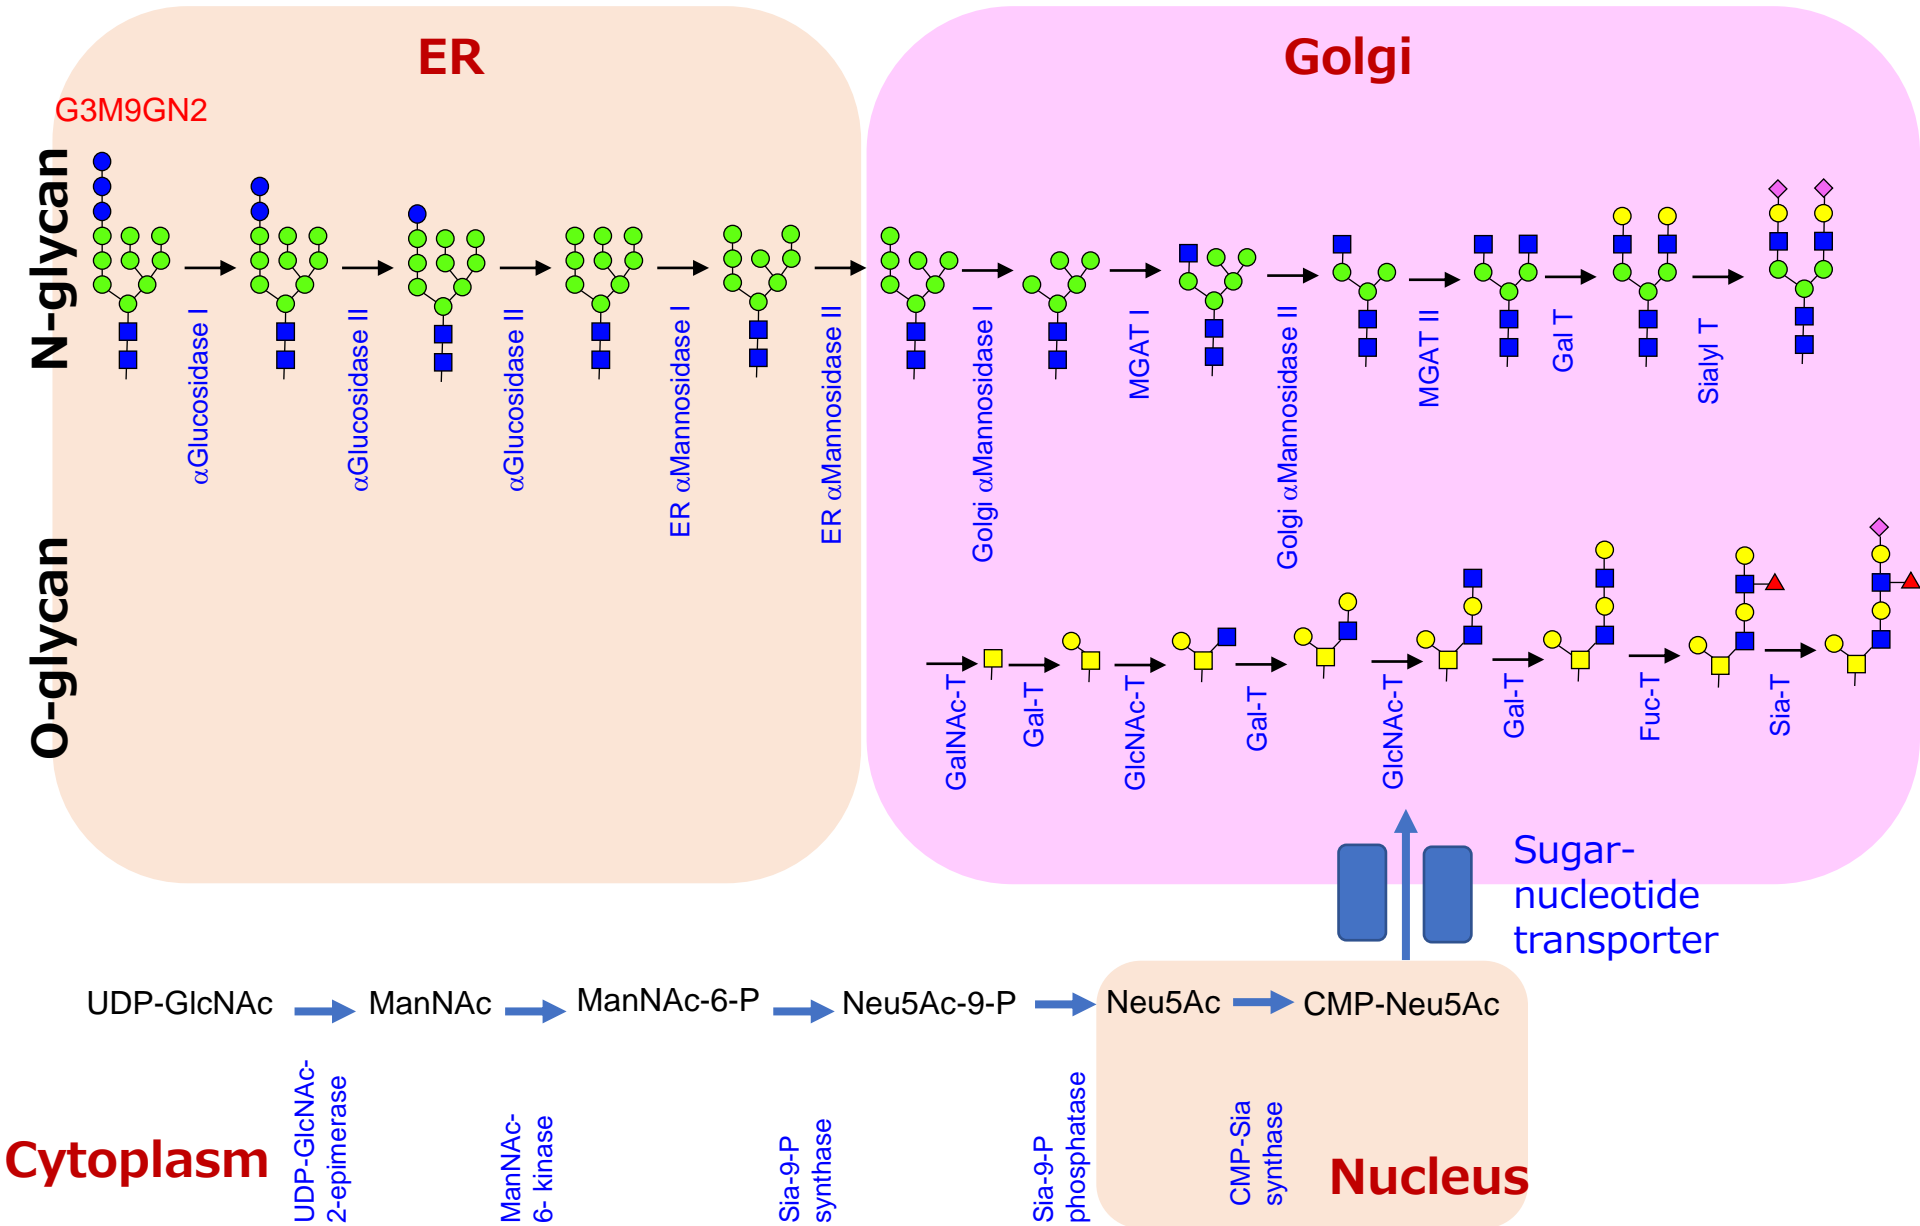 ER
Golgi
G3M9GN2
N-glycan
αGlucosidase I
αGlucosidase II
αGlucosidase II
ER αMannosidase I
ER αMannosidase II
Golgi αMannosidase I
MGAT I
Golgi αMannosidase II
MGAT II
Gal T
Sialyl T
O-glycan
GalNAc-T
Gal-T
GlcNAc-T
Gal-T
GlcNAc-T
Gal-T
Fuc-T
Sia-T
Sugar-
nucleotide
transporter
UDP-GlcNAc
ManNAc
ManNAc-6-P
Neu5Ac-9-P
Neu5Ac
CMP-Neu5Ac
UDP-GlcNAc-
2-epimerase
ManNAc-
6- kinase
Sia-9-P
synthase
Sia-9-P
phosphatase
CMP-Sia
synthase
Cytoplasm
Nucleus